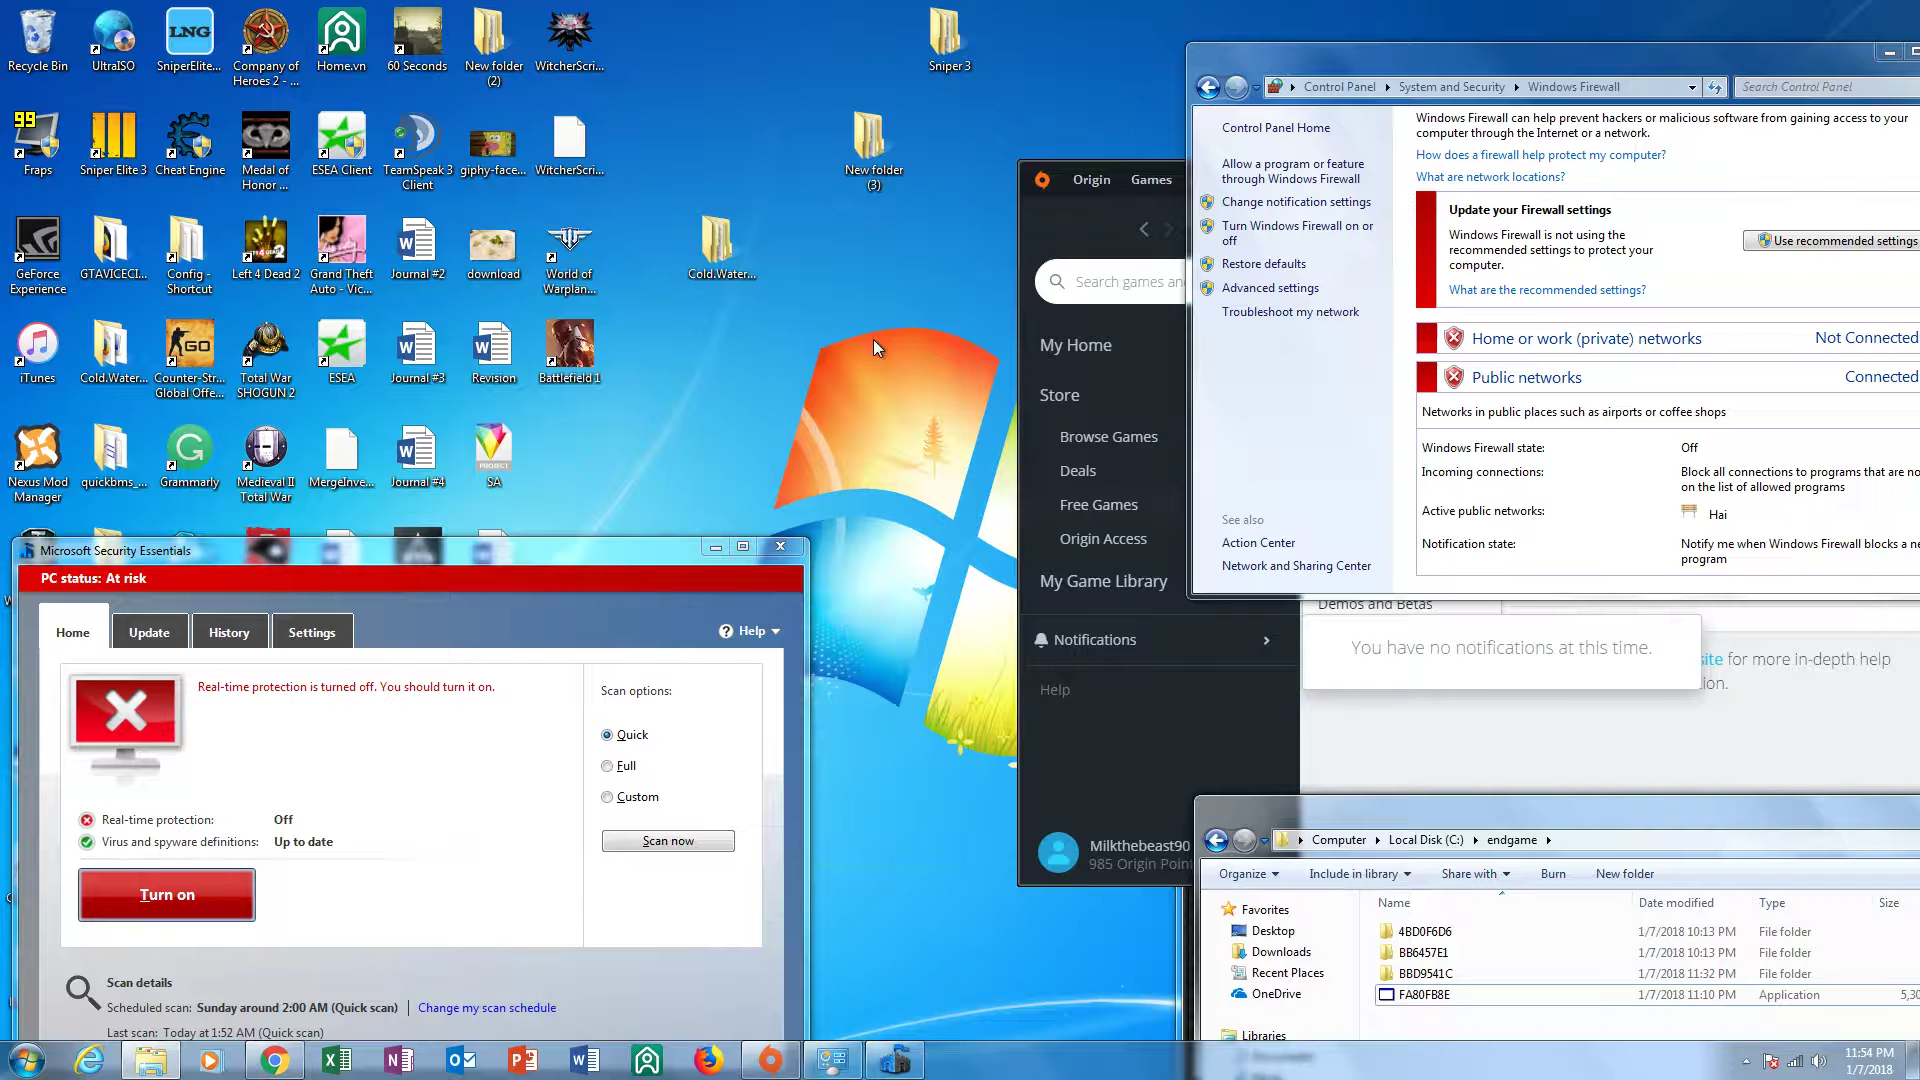 Recycle Bin
UltraISO
LNG
SniperElite...
Company of
Heroes 2 - ...
Home.vn
60 Seconds
New folder
(2)
WitcherScri...
Sniper 3
99
Fraps
Sniper Elite 3
Cheat Engine
Medal of
Honor ...
ESEA Client
TeamSpeak 3
Client
giphy-face...
WitcherScri...
New folder
(3)
GeForce
Experience
GTAVICECI...
Config -
Shortcut
Left 4 Dead 2
Grand Theft
Auto - Vic...
Journal #2
download
World of
Warplan...
Cold.Water...
iTunes
Cold.Water...
GO
Counter-Str...
Global Offe...
Total War
SHOGUN 2
ESEA
Journal #3
Revision
Battlefield 1
Nexus Mod
Manager
quickbms_...
Grammarly
Medieval II
Total War
MergeInve...
Journal #4
PROJECT
SA
Microsoft Security Essentials
PC status: At risk
Home
Update
History
Settings
Help
Real-time protection is turned off. You should turn it on.
Scan options:
Quick
Full
Custom
Scan now
Real-time protection: Off
Virus and spyware definitions: Up to date
Turn on
Scan details
Scheduled scan: Sunday around 2:00 AM (Quick scan) | Change my scan schedule
Last scan: Today at 1:52 AM (Quick scan)
Origin Games
Search games an
My Home
Store
Browse Games
Deals
Free Games
Origin Access
My Game Library
Notifications
Help
Milkthebeast90
985 Origin Poin
Demos and Betas
You have no notifications at this time.
site for more in-depth help
ion.
Control Panel
System and Security
Windows Firewall
Search Control Panel
Control Panel Home
Allow a program or feature
through Windows Firewall
Change notification settings
Turn Windows Firewall on or
off
Restore defaults
Advanced settings
Troubleshoot my network
See also
Action Center
Network and Sharing Center
Windows Firewall can help prevent hackers or malicious software from gaining access to your
computer through the Internet or a network.
How does a firewall help protect my computer?
What are network locations?
Update your Firewall settings
Windows Firewall is not using the
recommended settings to protect your
computer.
Use recommended settings
What are the recommended settings?
Home or work (private) networks Not Connected
Public networks Connected
Networks in public places such as airports or coffee shops
Windows Firewall state: Off
Incoming connections: Block all connections to programs that are no
on the list of allowed programs
Active public networks: Hai
Notification state: Notify me when Windows Firewall blocks a ne
program
Computer
Local Disk (C:)
endgame
Organize
Include in library
Share with
Burn
New folder
Favorites
Desktop
Downloads
Recent Places
OneDrive
Libraries
Name Date modified Type Size
4BD0F6D6 1/7/2018 10:13 PM File folder
BB6457E1 1/7/2018 10:13 PM File folder
BBD9541C 1/7/2018 11:32 PM File folder
FA80FB8E 1/7/2018 11:10 PM Application 5,30
11:54 PM
1/7/2018